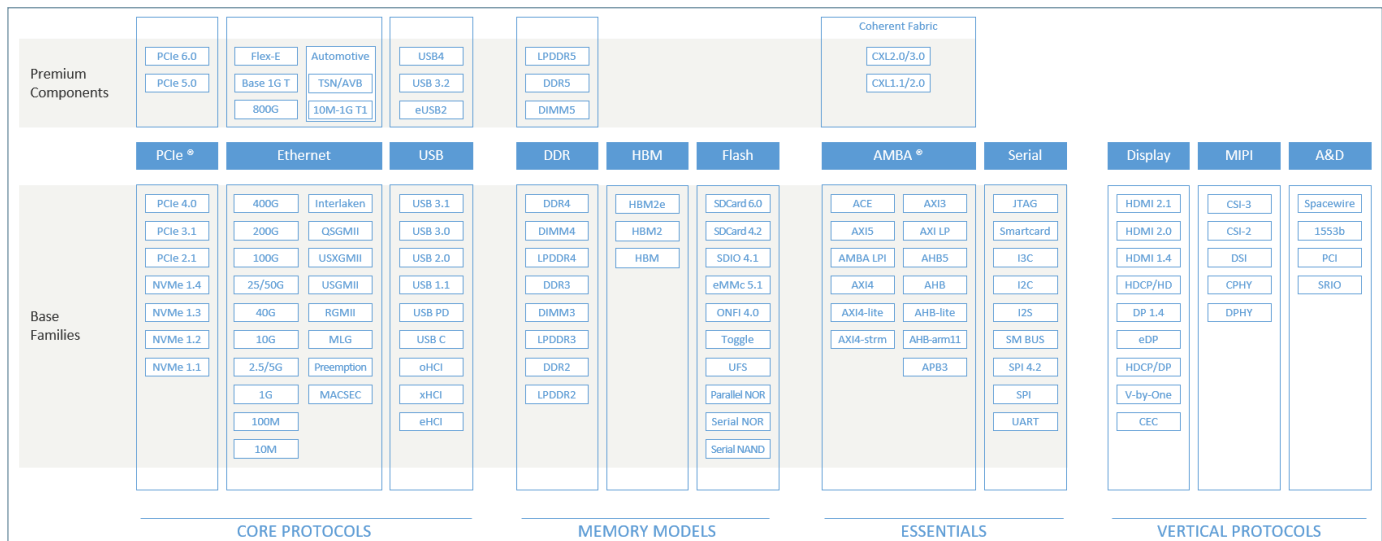 Coherent Fabric
Premium
Components
PCIe 6.0
PCIe 5.0
Flex-E
Base 1G T
800G
Automotive
TSN/AVB
10M-1G T1
USB4
USB 3.2
eUSB2
LPDDR5
DDR5
DIMM5
CXL2.0/3.0
CXL1.1/2.0
PCIe ®
Ethernet
USB
DDR
HBM
Flash
AMBA ®
Serial
Display
MIPI
A&D
Base
Families
PCIe 4.0
PCIe 3.1
PCIe 2.1
NVMe 1.4
NVMe 1.3
NVMe 1.2
NVMe 1.1
400G
200G
100G
25/50G
40G
10G
2.5/5G
1G
100M
10M
Interlaken
QSGMII
USXGMII
USGMII
RGMII
MLG
Preemption
MACSEC
USB 3.1
USB 3.0
USB 2.0
USB 1.1
USB PD
USB C
oHCI
xHCI
eHCI
DDR4
DIMM4
LPDDR4
DDR3
DIMM3
LPDDR3
DDR2
LPDDR2
HBM2e
HBM2
HBM
SDCard 6.0
SDCard 4.2
SDIO 4.1
eMMc 5.1
ONFI 4.0
Toggle
UFS
Parallel NOR
Serial NOR
Serial NAND
ACE
AXI5
AMBA LPI
AXI4
AXI4-lite
AXI4-strm
AXI3
AXI LP
AHB5
AHB
AHB-lite
AHB-arm11
APB3
JTAG
Smartcard
I3C
I2C
I2S
SM BUS
SPI 4.2
SPI
UART
HDMI 2.1
HDMI 2.0
HDMI 1.4
HDCP/HD
DP 1.4
eDP
HDCP/DP
V-by-One
CEC
CSI-3
CSI-2
DSI
CPHY
DPHY
Spacewire
1553b
PCI
SRIO
CORE PROTOCOLS
MEMORY MODELS
ESSENTIALS
VERTICAL PROTOCOLS